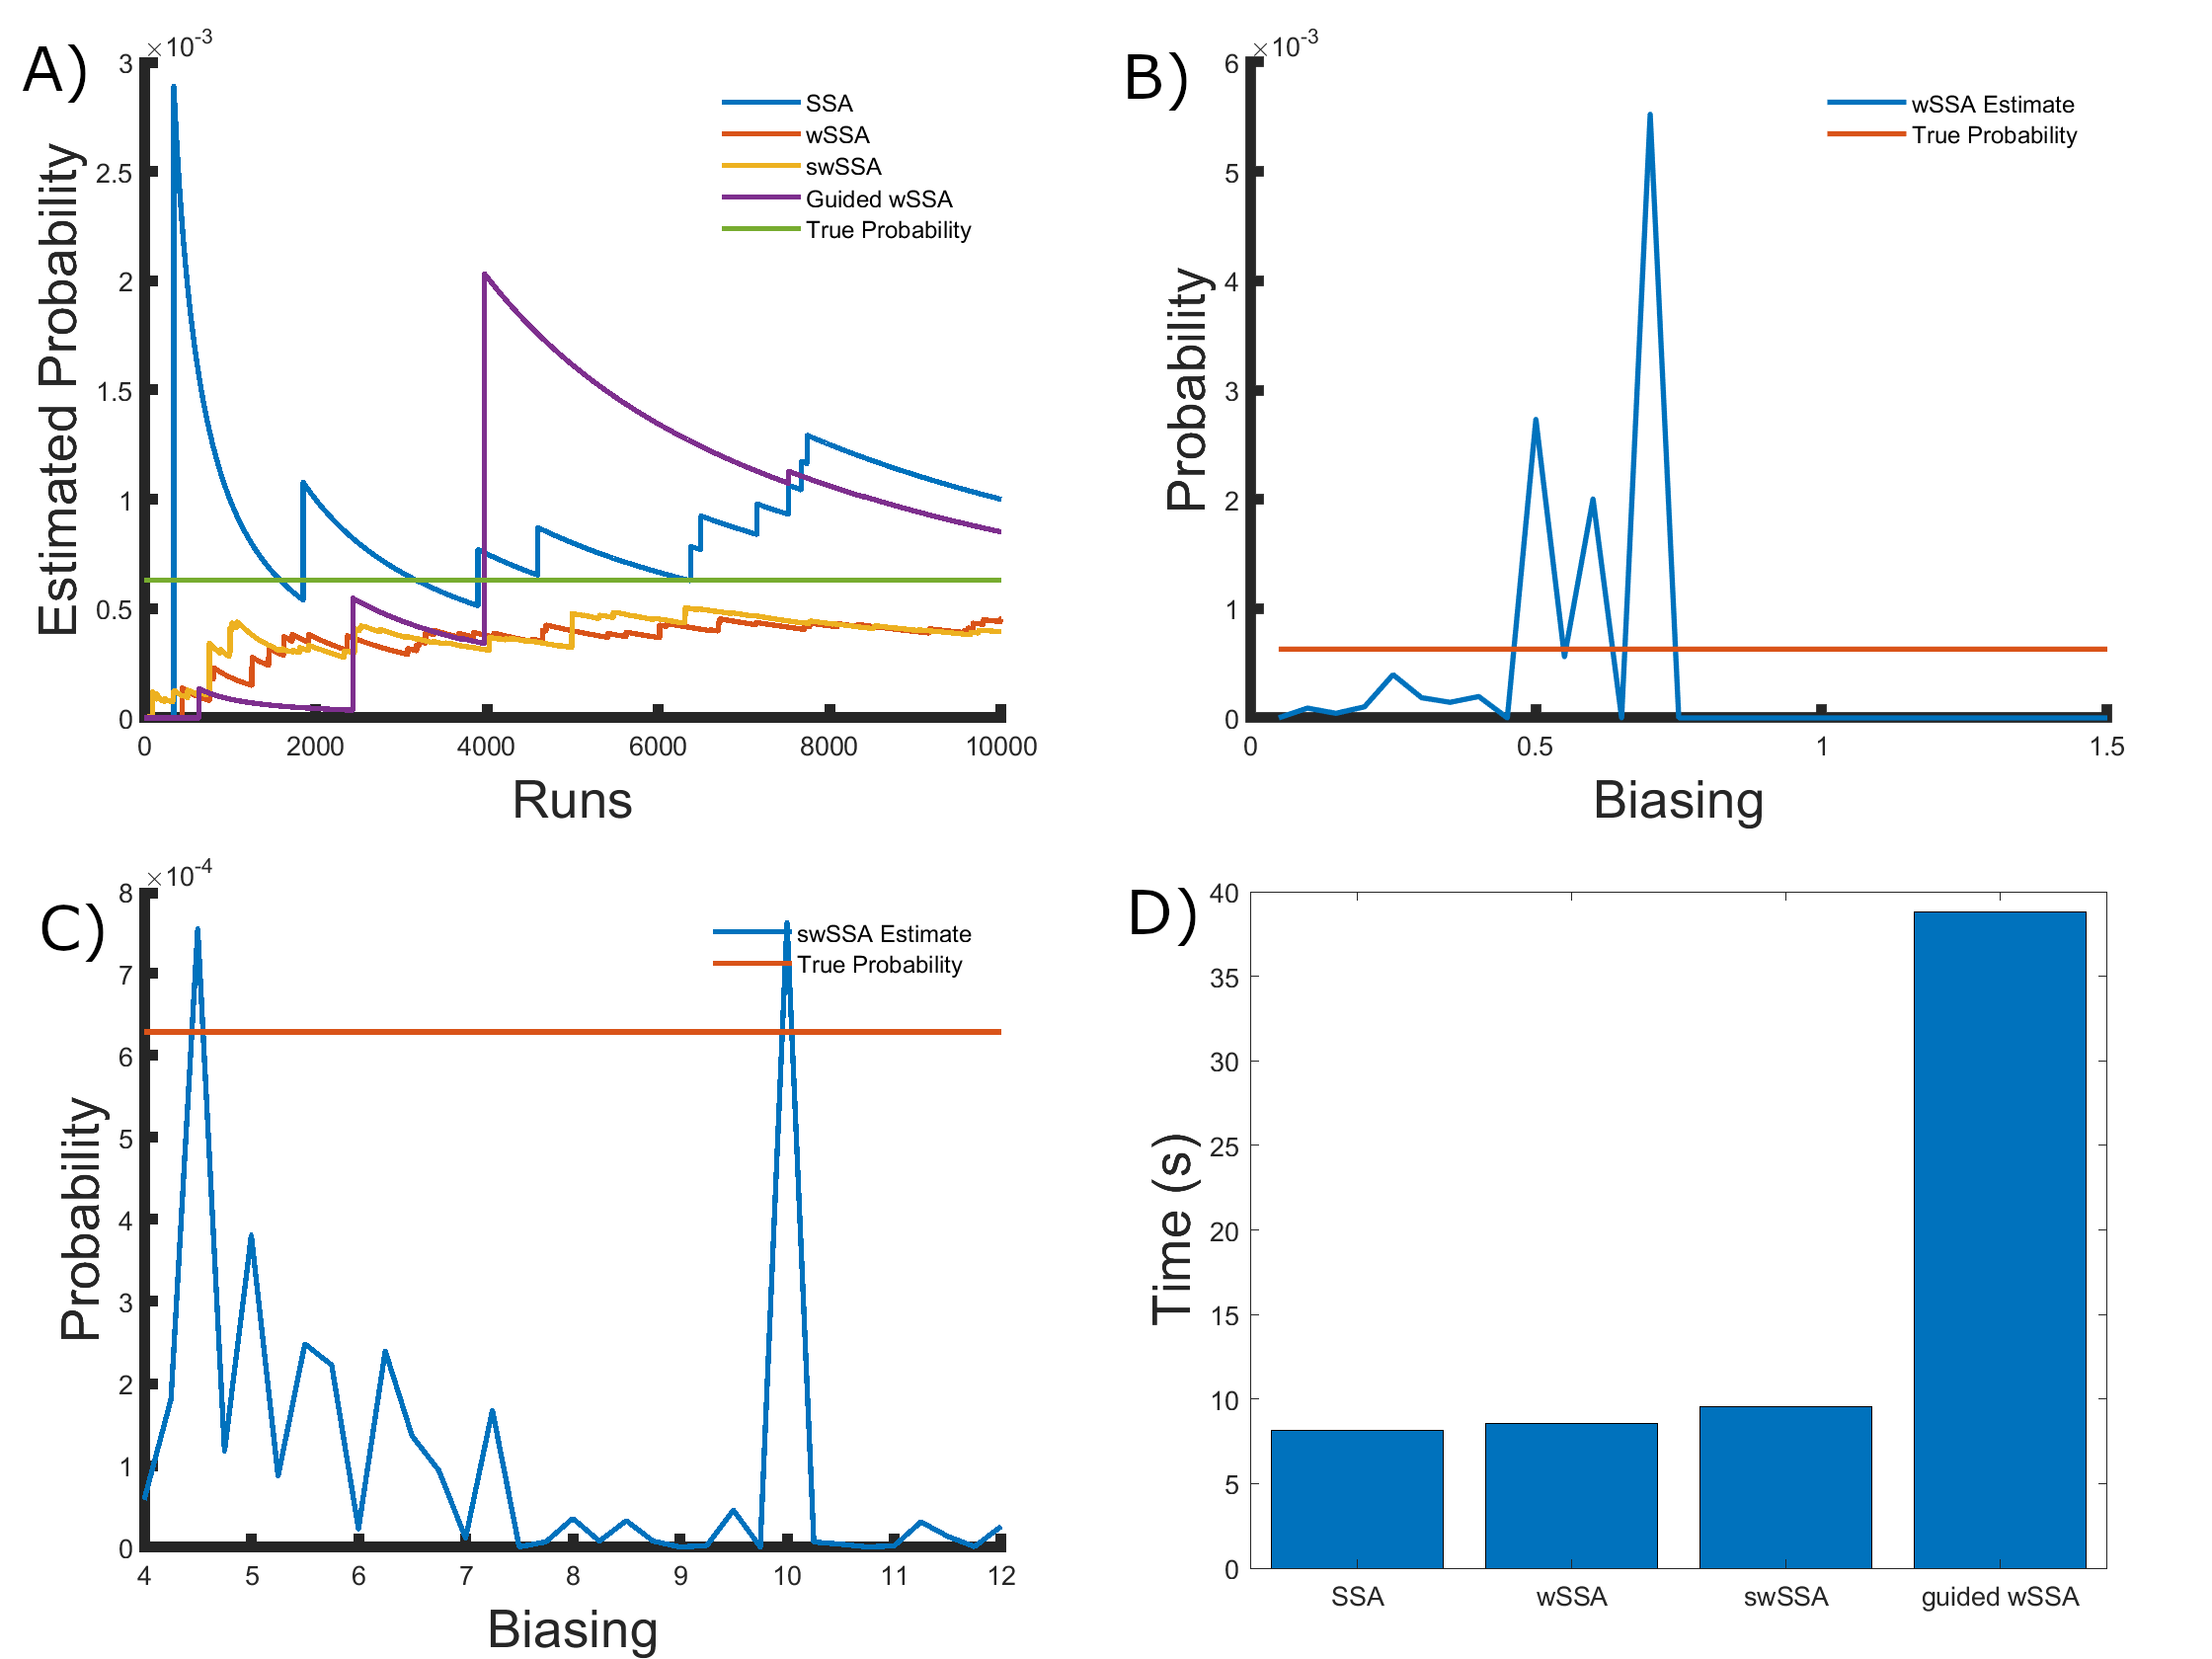 A)
×10-3
3
2.5
2
1.5
1
0.5
0
Estimated Probability
SSA
wSSA
swSSA
Guided wSSA
True Probability
0 2000 4000 6000 8000 10000
Runs
B)
×10-3
6
5
4
3
2
1
0
Probability
wSSA Estimate
True Probability
0 0.5 1 1.5
Biasing
C)
×10-4
8
7
6
5
4
3
2
1
0
Probability
swSSA Estimate
True Probability
4 5 6 7 8 9 10 11 12
Biasing
D)
40
35
30
25
20
15
10
5
0
Time (s)
SSA wSSA swSSA guided wSSA